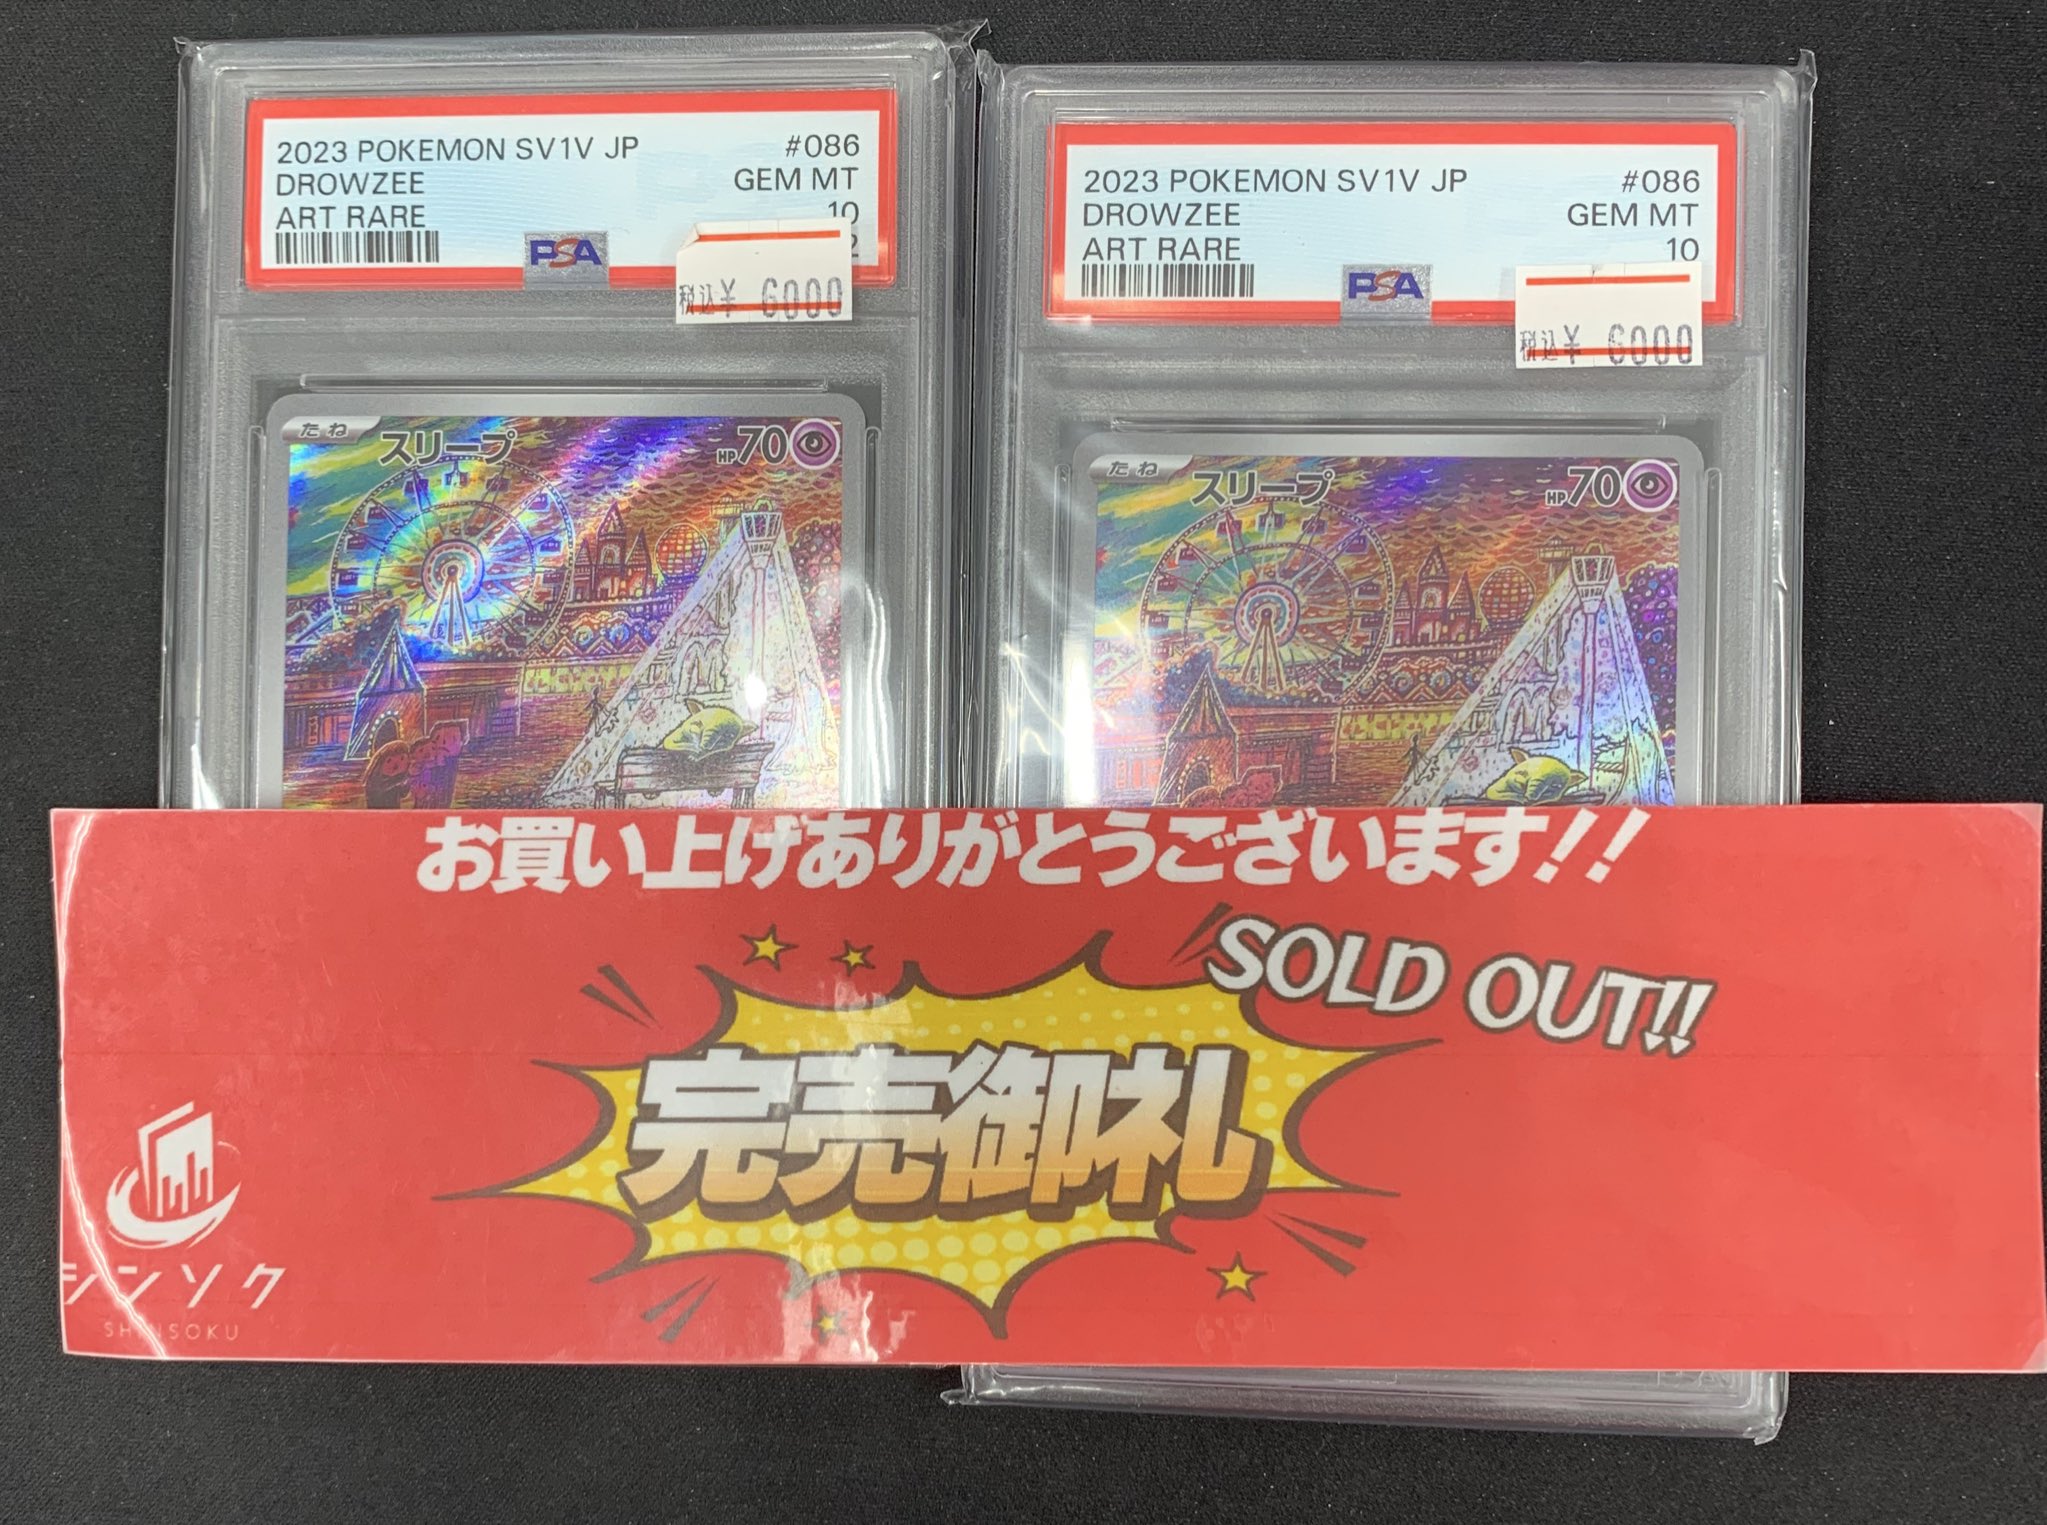 2023 POKEMON SV1V JP #086
DROWZEE GEM MT
ART RARE 10
PSA 2
税込¥ 6000
たね スリープ HP70
2023 POKEMON SV1V JP #086
DROWZEE GEM MT
ART RARE 10
PSA
税込¥ 6000
たね スリープ HP70
お買い上げありがとうございます!!
SOLD OUT!!
完売御礼
シンソク
SHINSOKU